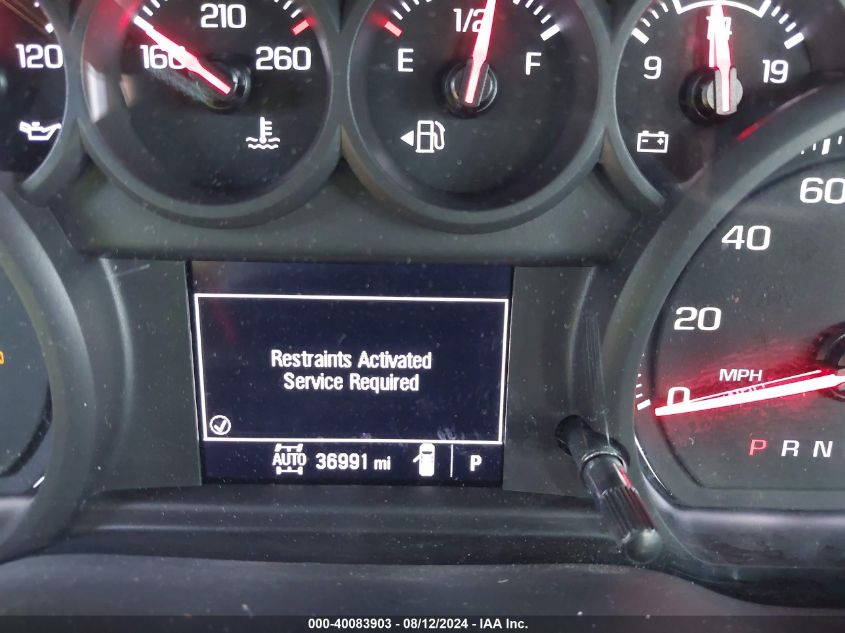 120 160 210 260 E 1/2 F 9 14 19
60
40
20
MPH
0
P R N
Restraints Activated
Service Required
AUTO 36991 mi P
000-40083903 - 08/12/2024 - IAA Inc.